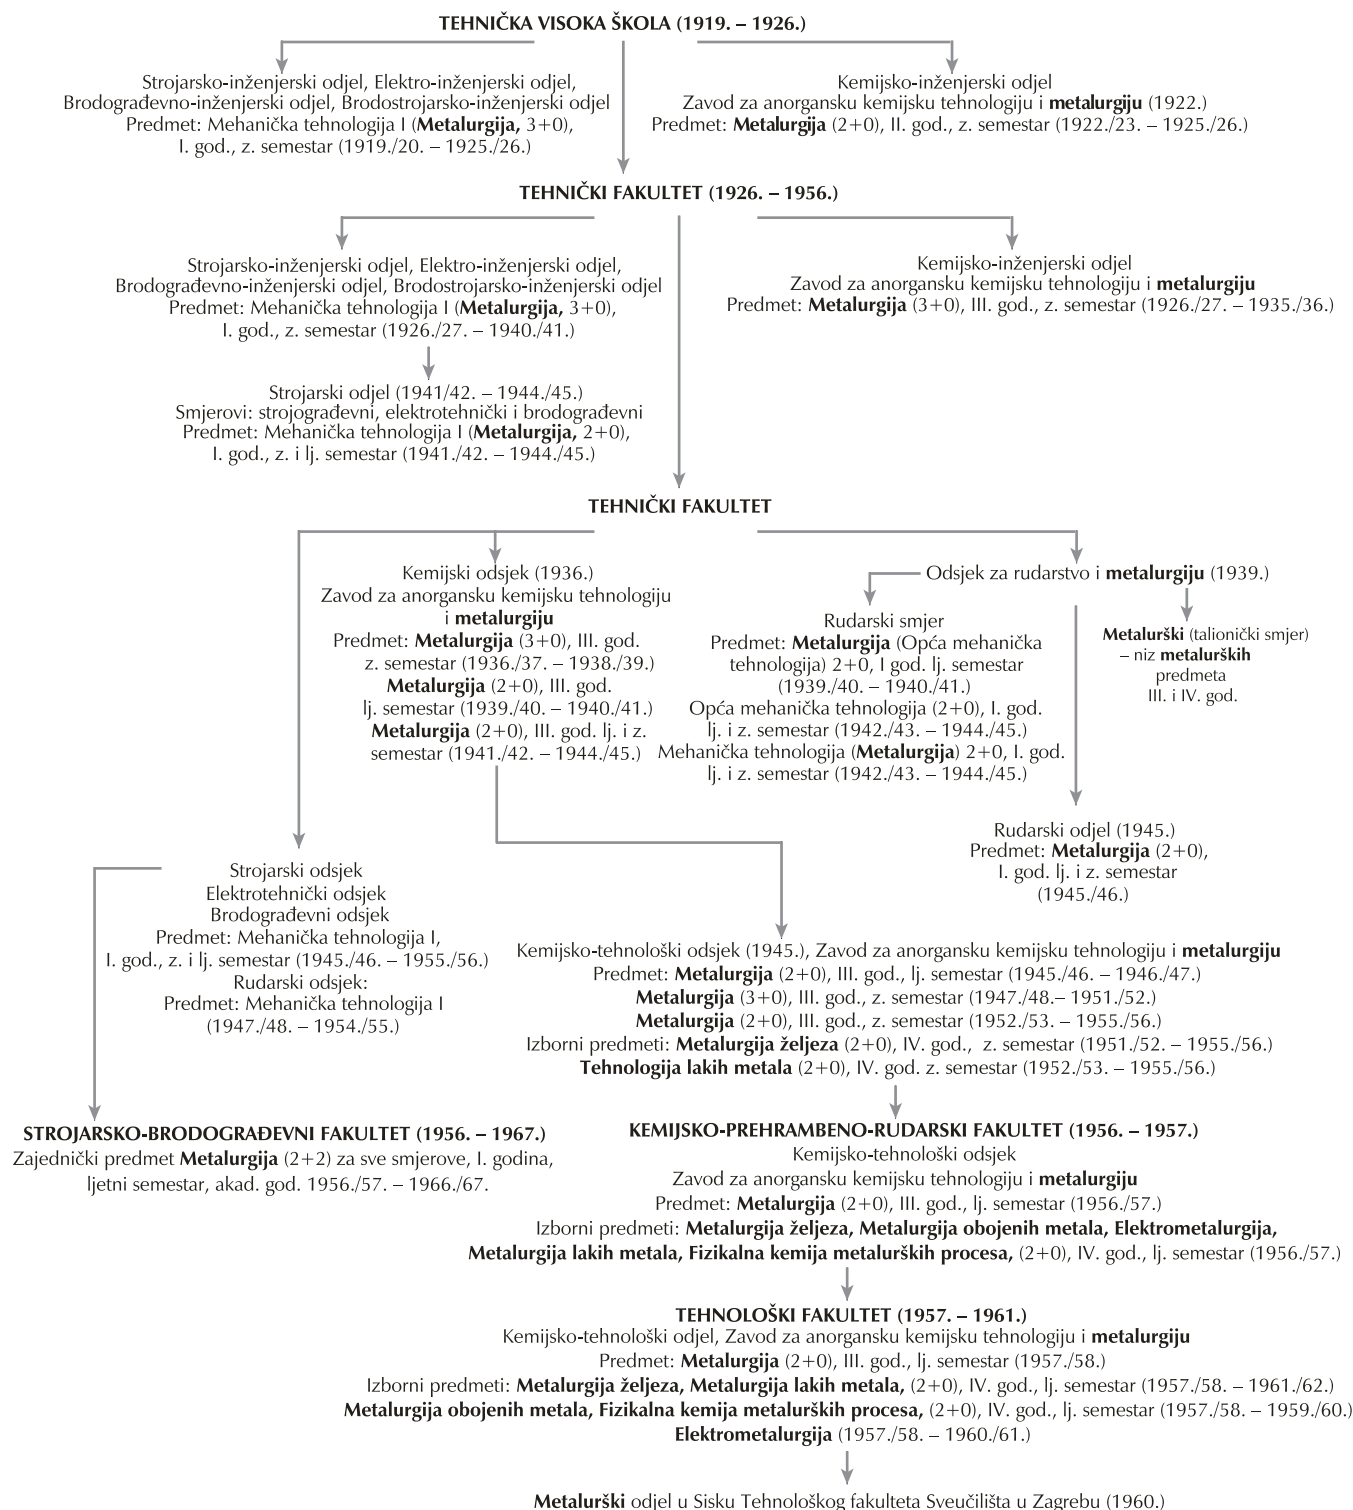 TEHNIČKA VISOKA ŠKOLA (1919. – 1926.)
Strojarsko-inženjerski odjel, Elektro-inženjerski odjel,
Brodograđevno-inženjerski odjel, Brodostrojarsko-inženjerski odjel
Predmet: Mehanička tehnologija I (Metalurgija, 3+0),
I. god., z. semestar (1919./20. – 1925./26.)
Kemijsko-inženjerski odjel
Zavod za anorgansku kemijsku tehnologiju i metalurgiju (1922.)
Predmet: Metalurgija (2+0), II. god., z. semestar (1922./23. – 1925./26.)
TEHNIČKI FAKULTET (1926. – 1956.)
Strojarsko-inženjerski odjel, Elektro-inženjerski odjel,
Brodograđevno-inženjerski odjel, Brodostrojarsko-inženjerski odjel
Predmet: Mehanička tehnologija I (Metalurgija, 3+0),
I. god., z. semestar (1926./27. – 1940./41.)
Kemijsko-inženjerski odjel
Zavod za anorgansku kemijsku tehnologiju i metalurgiju
Predmet: Metalurgija (3+0), III. god., z. semestar (1926./27. – 1935./36.)
Strojarski odjel (1941/42. – 1944./45.)
Smjerovi: strojograđevni, elektrotehnički i brodograđevni
Predmet: Mehanička tehnologija I (Metalurgija, 2+0),
I. god., z. i lj. semestar (1941./42. – 1944./45.)
TEHNIČKI FAKULTET
Kemijski odsjek (1936.)
Zavod za anorgansku kemijsku tehnologiju
i metalurgiju
Predmet: Metalurgija (3+0), III. god.
z. semestar (1936./37. – 1938./39.)
Metalurgija (2+0), III. god.
lj. semestar (1939./40. – 1940./41.)
Metalurgija (2+0), III. god. lj. i z.
semestar (1941./42. – 1944./45.)
Odsjek za rudarstvo i metalurgiju (1939.)
Rudarski smjer
Predmet: Metalurgija (Opća mehanička
tehnologija) 2+0, I god. lj. semestar
(1939./40. – 1940./41.)
Opća mehanička tehnologija (2+0), I. god.
lj. i z. semestar (1942./43. – 1944./45.)
Mehanička tehnologija (Metalurgija) 2+0, I. god.
lj. i z. semestar (1942./43. – 1944./45.)
Metalurški (talionički smjer)
– niz metalurških
predmeta
III. i IV. god.
Rudarski odjel (1945.)
Predmet: Metalurgija (2+0),
I. god. lj. i z. semestar
(1945./46.)
Strojarski odsjek
Elektrotehnički odsjek
Brodograđevni odsjek
Predmet: Mehanička tehnologija I,
I. god., z. i lj. semestar (1945./46. – 1955./56.)
Rudarski odsjek:
Predmet: Mehanička tehnologija I
(1947./48. – 1954./55.)
Kemijsko-tehnološki odsjek (1945.), Zavod za anorgansku kemijsku tehnologiju i metalurgiju
Predmet: Metalurgija (2+0), III. god., lj. semestar (1945./46. – 1946./47.)
Metalurgija (3+0), III. god., z. semestar (1947./48.– 1951./52.)
Metalurgija (2+0), III. god., z. semestar (1952./53. – 1955./56.)
Izborni predmeti: Metalurgija željeza (2+0), IV. god., z. semestar (1951./52. – 1955./56.)
Tehnologija lakih metala (2+0), IV. god. z. semestar (1952./53. – 1955./56.)
STROJARSKO-BRODOGRAĐEVNI FAKULTET (1956. – 1967.)
Zajednički predmet Metalurgija (2+2) za sve smjerove, I. godina,
ljetni semestar, akad. god. 1956./57. – 1966./67.
KEMIJSKO-PREHRAMBENO-RUDARSKI FAKULTET (1956. – 1957.)
Kemijsko-tehnološki odsjek
Zavod za anorgansku kemijsku tehnologiju i metalurgiju
Predmet: Metalurgija (2+0), III. god., lj. semestar (1956./57.)
Izborni predmeti: Metalurgija željeza, Metalurgija obojenih metala, Elektrometalurgija,
Metalurgija lakih metala, Fizikalna kemija metalurških procesa, (2+0), IV. god., lj. semestar (1956./57.)
TEHNOLOŠKI FAKULTET (1957. – 1961.)
Kemijsko-tehnološki odjel, Zavod za anorgansku kemijsku tehnologiju i metalurgiju
Predmet: Metalurgija (2+0), III. god., lj. semestar (1957./58.)
Izborni predmeti: Metalurgija željeza, Metalurgija lakih metala, (2+0), IV. god., lj. semestar (1957./58. – 1961./62.)
Metalurgija obojenih metala, Fizikalna kemija metalurških procesa, (2+0), IV. god., lj. semestar (1957./58. – 1959./60.)
Elektrometalurgija (1957./58. – 1960./61.)
Metalurški odjel u Sisku Tehnološkog fakulteta Sveučilišta u Zagrebu (1960.)